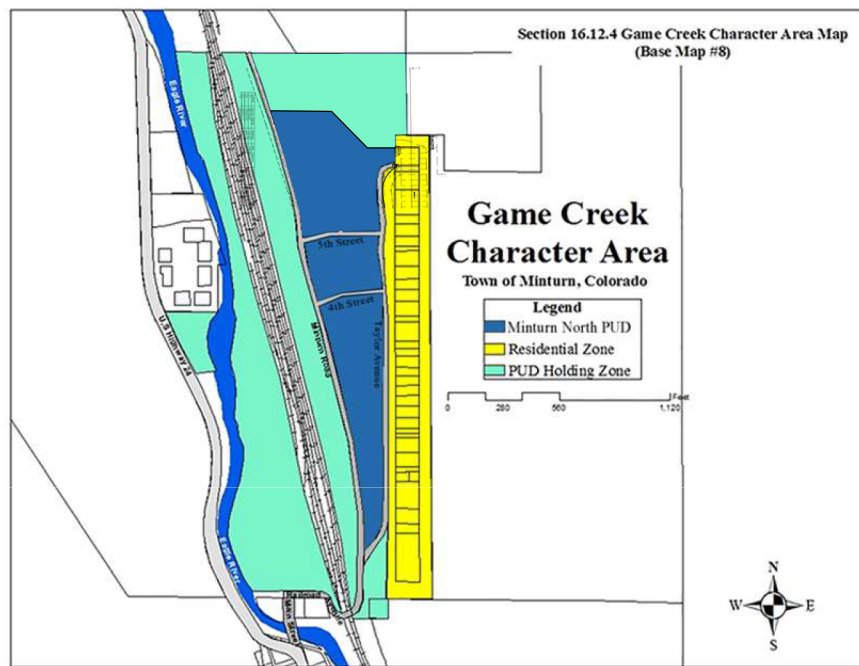 Section 16.12.4 Game Creek Character Area Map
(Base Map #8)
Eagle River
Game Creek
Character Area
Town of Minturn, Colorado
Legend
Minturn North PUD
Residential Zone
PUD Holding Zone
5th Street
4th Street
U.S Highway 24
Minturn Road
Taylor Avenue
0 280 560 1,120
Feet
Eagle River
Railroad
Avenue
Main Street
N
W E
S